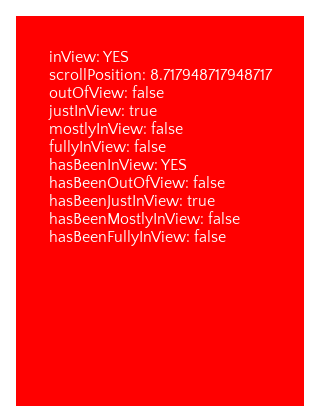 inView: YES
scrollPosition: 8.717948717948717
outOfView: false
justInView: true
mostlyInView: false
fullyInView: false
hasBeenInView: YES
hasBeenOutOfView: false
hasBeenJustInView: true
hasBeenMostlyInView: false
hasBeenFullyInView: false